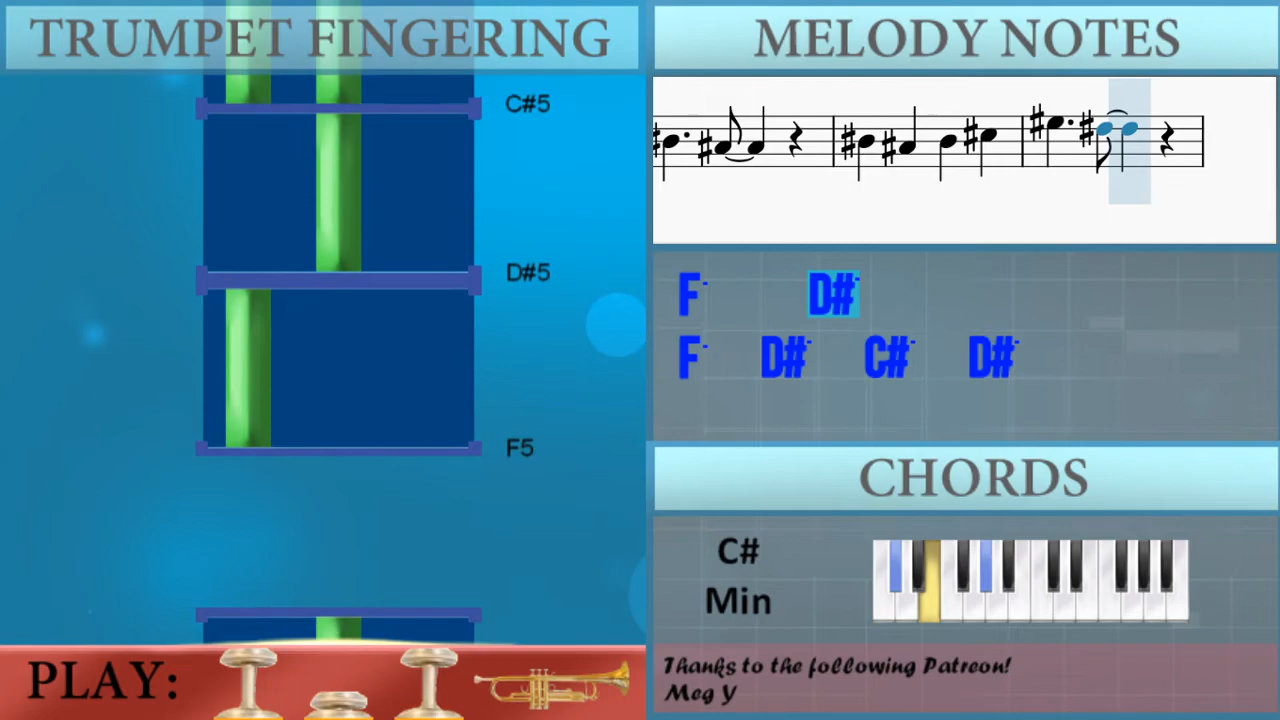 TRUMPET FINGERING
C#5
D#5
F5
PLAY:
MELODY NOTES
F- D#-
F- D#- C#- D#-
CHORDS
C#
Min
Thanks to the following Patreon!
Meg Y